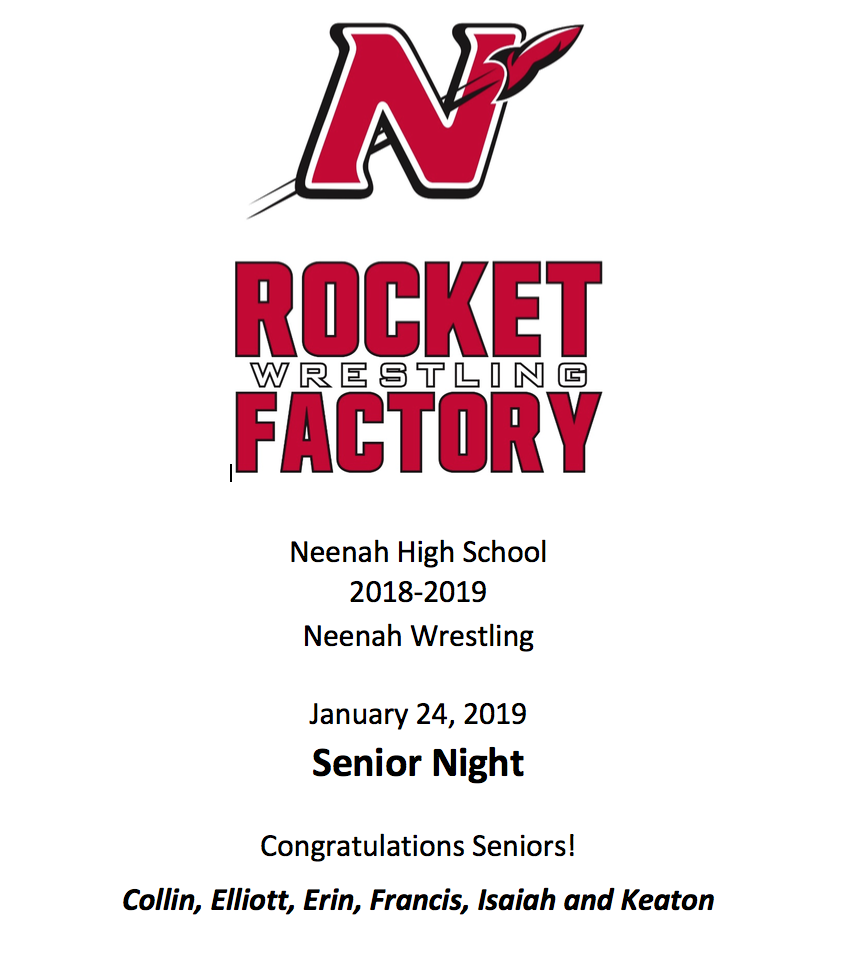 N
ROCKET
WRESTLING
FACTORY
Neenah High School
2018-2019
Neenah Wrestling
January 24, 2019
Senior Night
Congratulations Seniors!
Collin, Elliott, Erin, Francis, Isaiah and Keaton